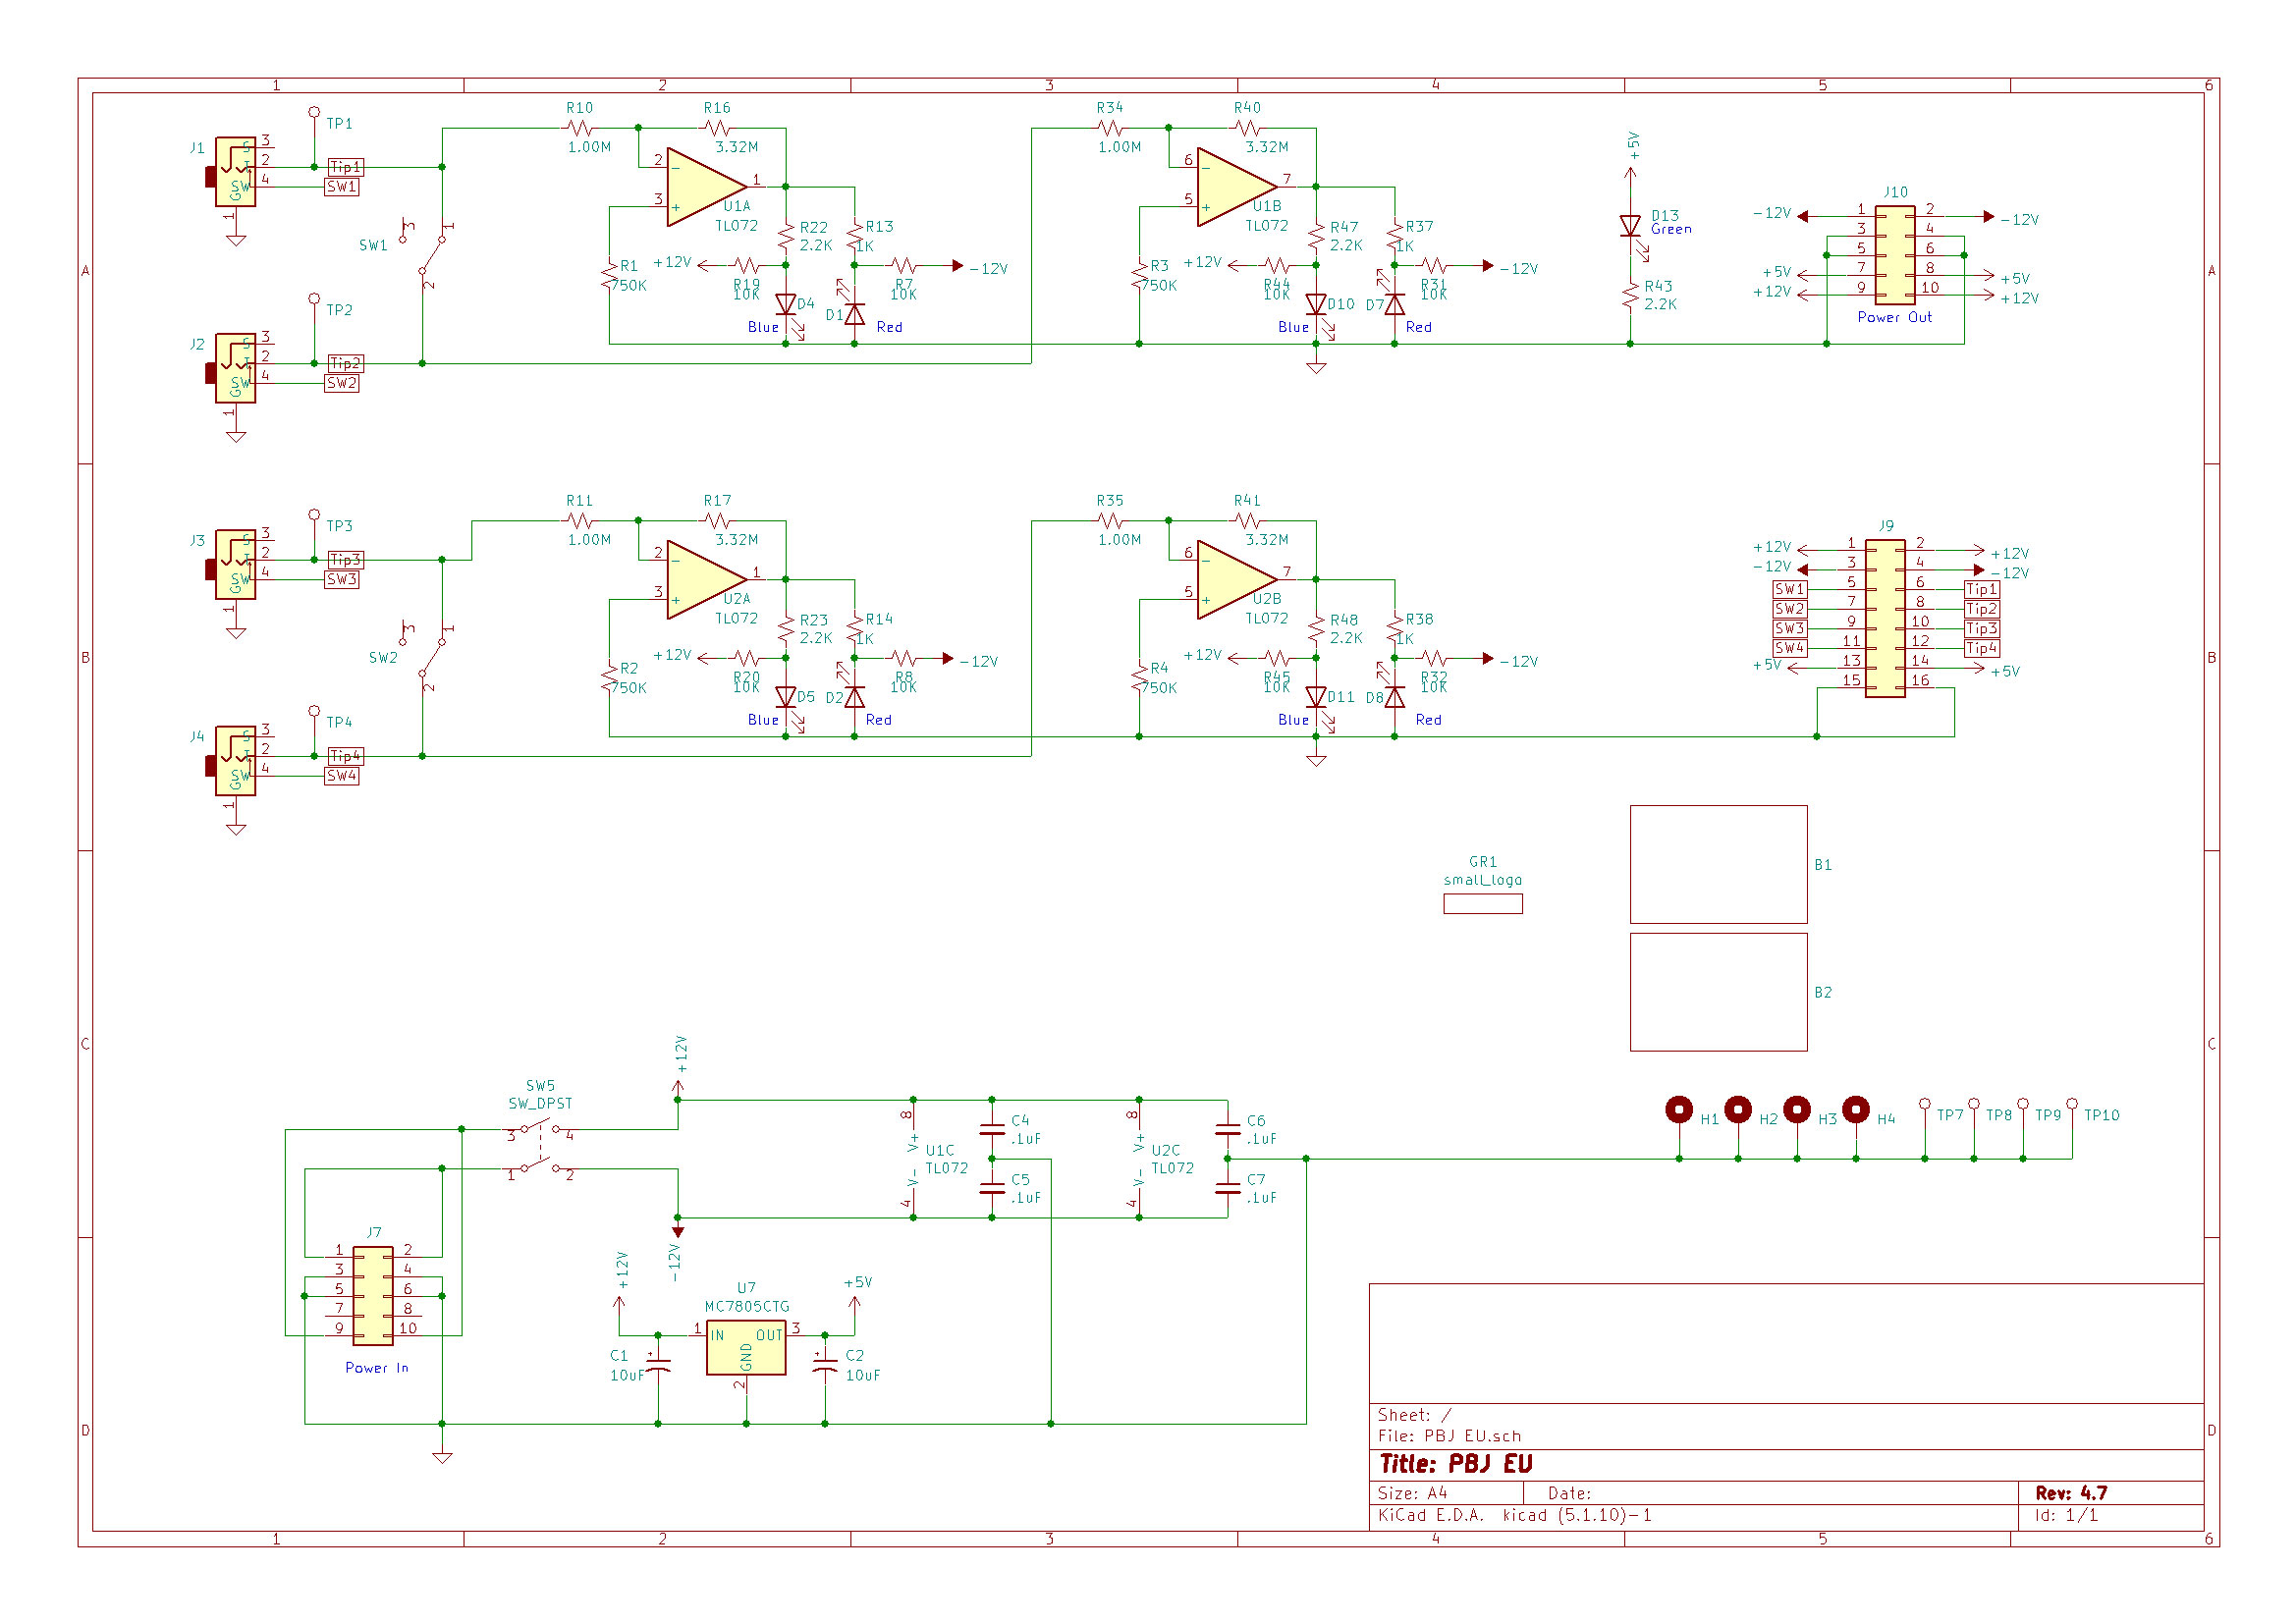 1 2 3 4 5 6
A
B
C
D
A
B
C
D
1 2 3 4 5 6
J1
3
2
4
1
S
T
SW
G
TP1
Tip1
SW1
SW1
3
1
2
J2
3
2
4
1
S
T
SW
G
TP2
Tip2
SW2
R10
1.00M
R16
3.32M
2
3
1
−
+
U1A
TL072
R1
750K
R22
2.2K
R13
1K
+12V
R19
10K
R7
10K
-12V
D4
Blue
D1
Red
R34
1.00M
R40
3.32M
6
5
7
−
+
U1B
TL072
R3
750K
R47
2.2K
R37
1K
+12V
R44
10K
R31
10K
-12V
D10
Blue
D7
Red
+5V
D13
Green
R43
2.2K
J10
-12V 1 2 -12V
3 4
5 6
+5V 7 8 +5V
+12V 9 10 +12V
Power Out
J3
3
2
4
1
S
T
SW
G
TP3
Tip3
SW3
SW2
3
1
2
J4
3
2
4
1
S
T
SW
G
TP4
Tip4
SW4
R11
1.00M
R17
3.32M
2
3
1
−
+
U2A
TL072
R2
750K
R23
2.2K
R14
1K
+12V
R20
10K
R8
10K
-12V
D5
Blue
D2
Red
R35
1.00M
R41
3.32M
6
5
7
−
+
U2B
TL072
R4
750K
R48
2.2K
R38
1K
+12V
R45
10K
R32
10K
-12V
D11
Blue
D8
Red
J9
+12V 1 2 +12V
-12V 3 4 -12V
SW1 5 6 Tip1
SW2 7 8 Tip2
SW3 9 10 Tip3
SW4 11 12 Tip4
+5V 13 14 +5V
15 16
GR1
small_logo
B1
B2
SW5
SW_DPST
3 4
1 2
+12V
-12V
8
V+
V-
4
U1C
TL072
C4
.1uF
C5
.1uF
8
V+
V-
4
U2C
TL072
C6
.1uF
C7
.1uF
H1 H2 H3 H4 TP7 TP8 TP9 TP10
J7
1 2
3 4
5 6
7 8
9 10
Power In
+12V
U7
MC7805CTG
+5V
1 IN OUT 3
GND
2
C1
10uF
C2
10uF
Sheet: /
File: PBJ EU.sch
Title: PBJ EU
Size: A4 Date: Rev: 4.7
KiCad E.D.A. kicad (5.1.10)-1 Id: 1/1